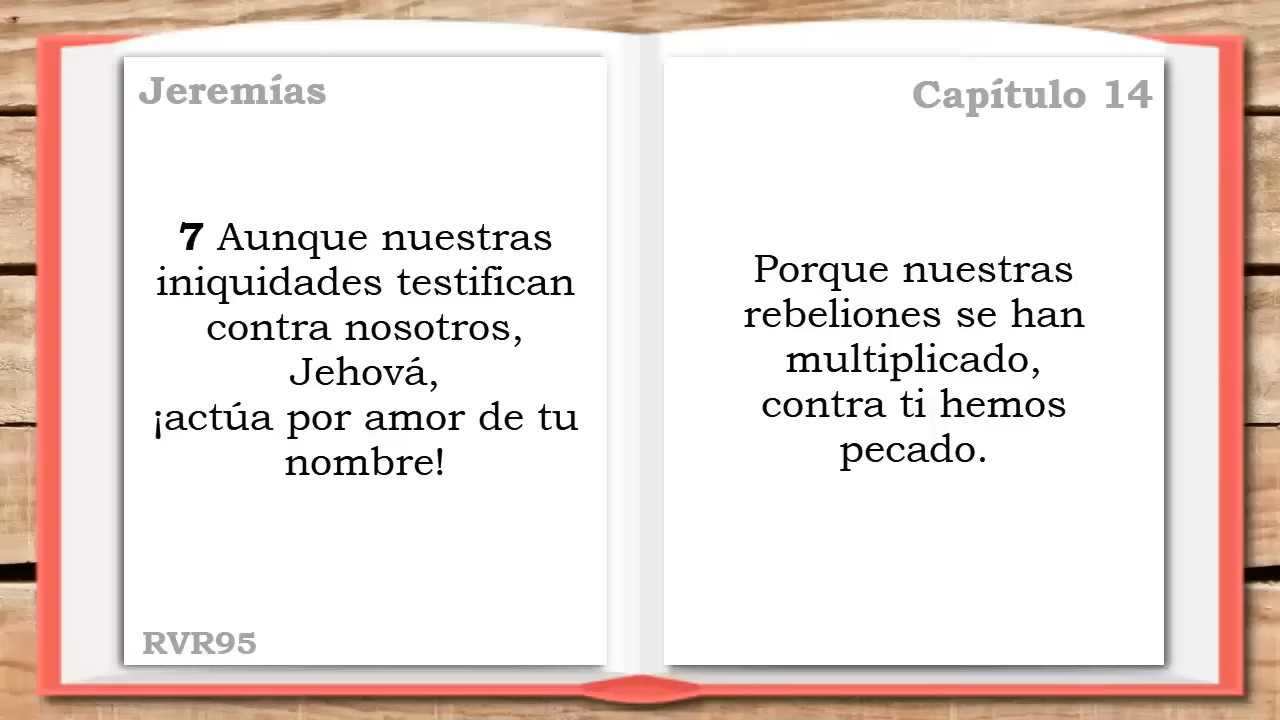 Jeremías
7 Aunque nuestras
iniquidades testifican
contra nosotros,
Jehová,
¡actúa por amor de tu
nombre!
RVR95
Capítulo 14
Porque nuestras
rebeliones se han
multiplicado,
contra ti hemos
pecado.